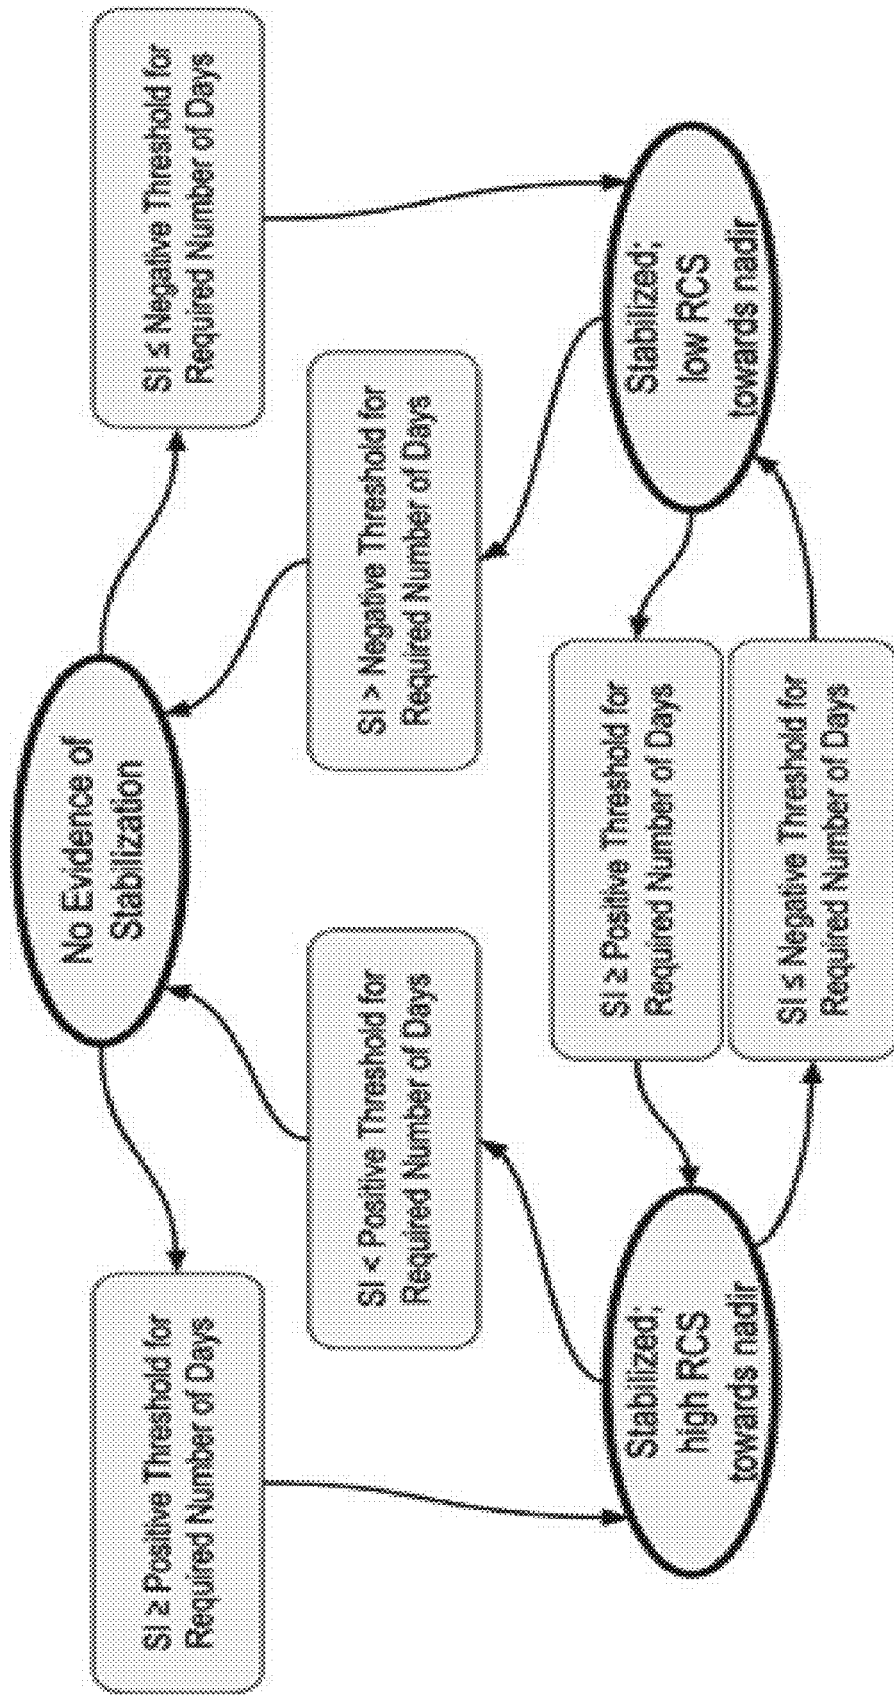 SI ≥ Positive Threshold for
Required Number of Days
No Evidence of
Stabilization
SI ≤ Negative Threshold for
Required Number of Days
SI < Positive Threshold for
Required Number of Days
SI > Negative Threshold for
Required Number of Days
Stabilized;
high RCS
towards nadir
SI ≥ Positive Threshold for
Required Number of Days
SI ≤ Negative Threshold for
Required Number of Days
Stabilized;
low RCS
towards nadir